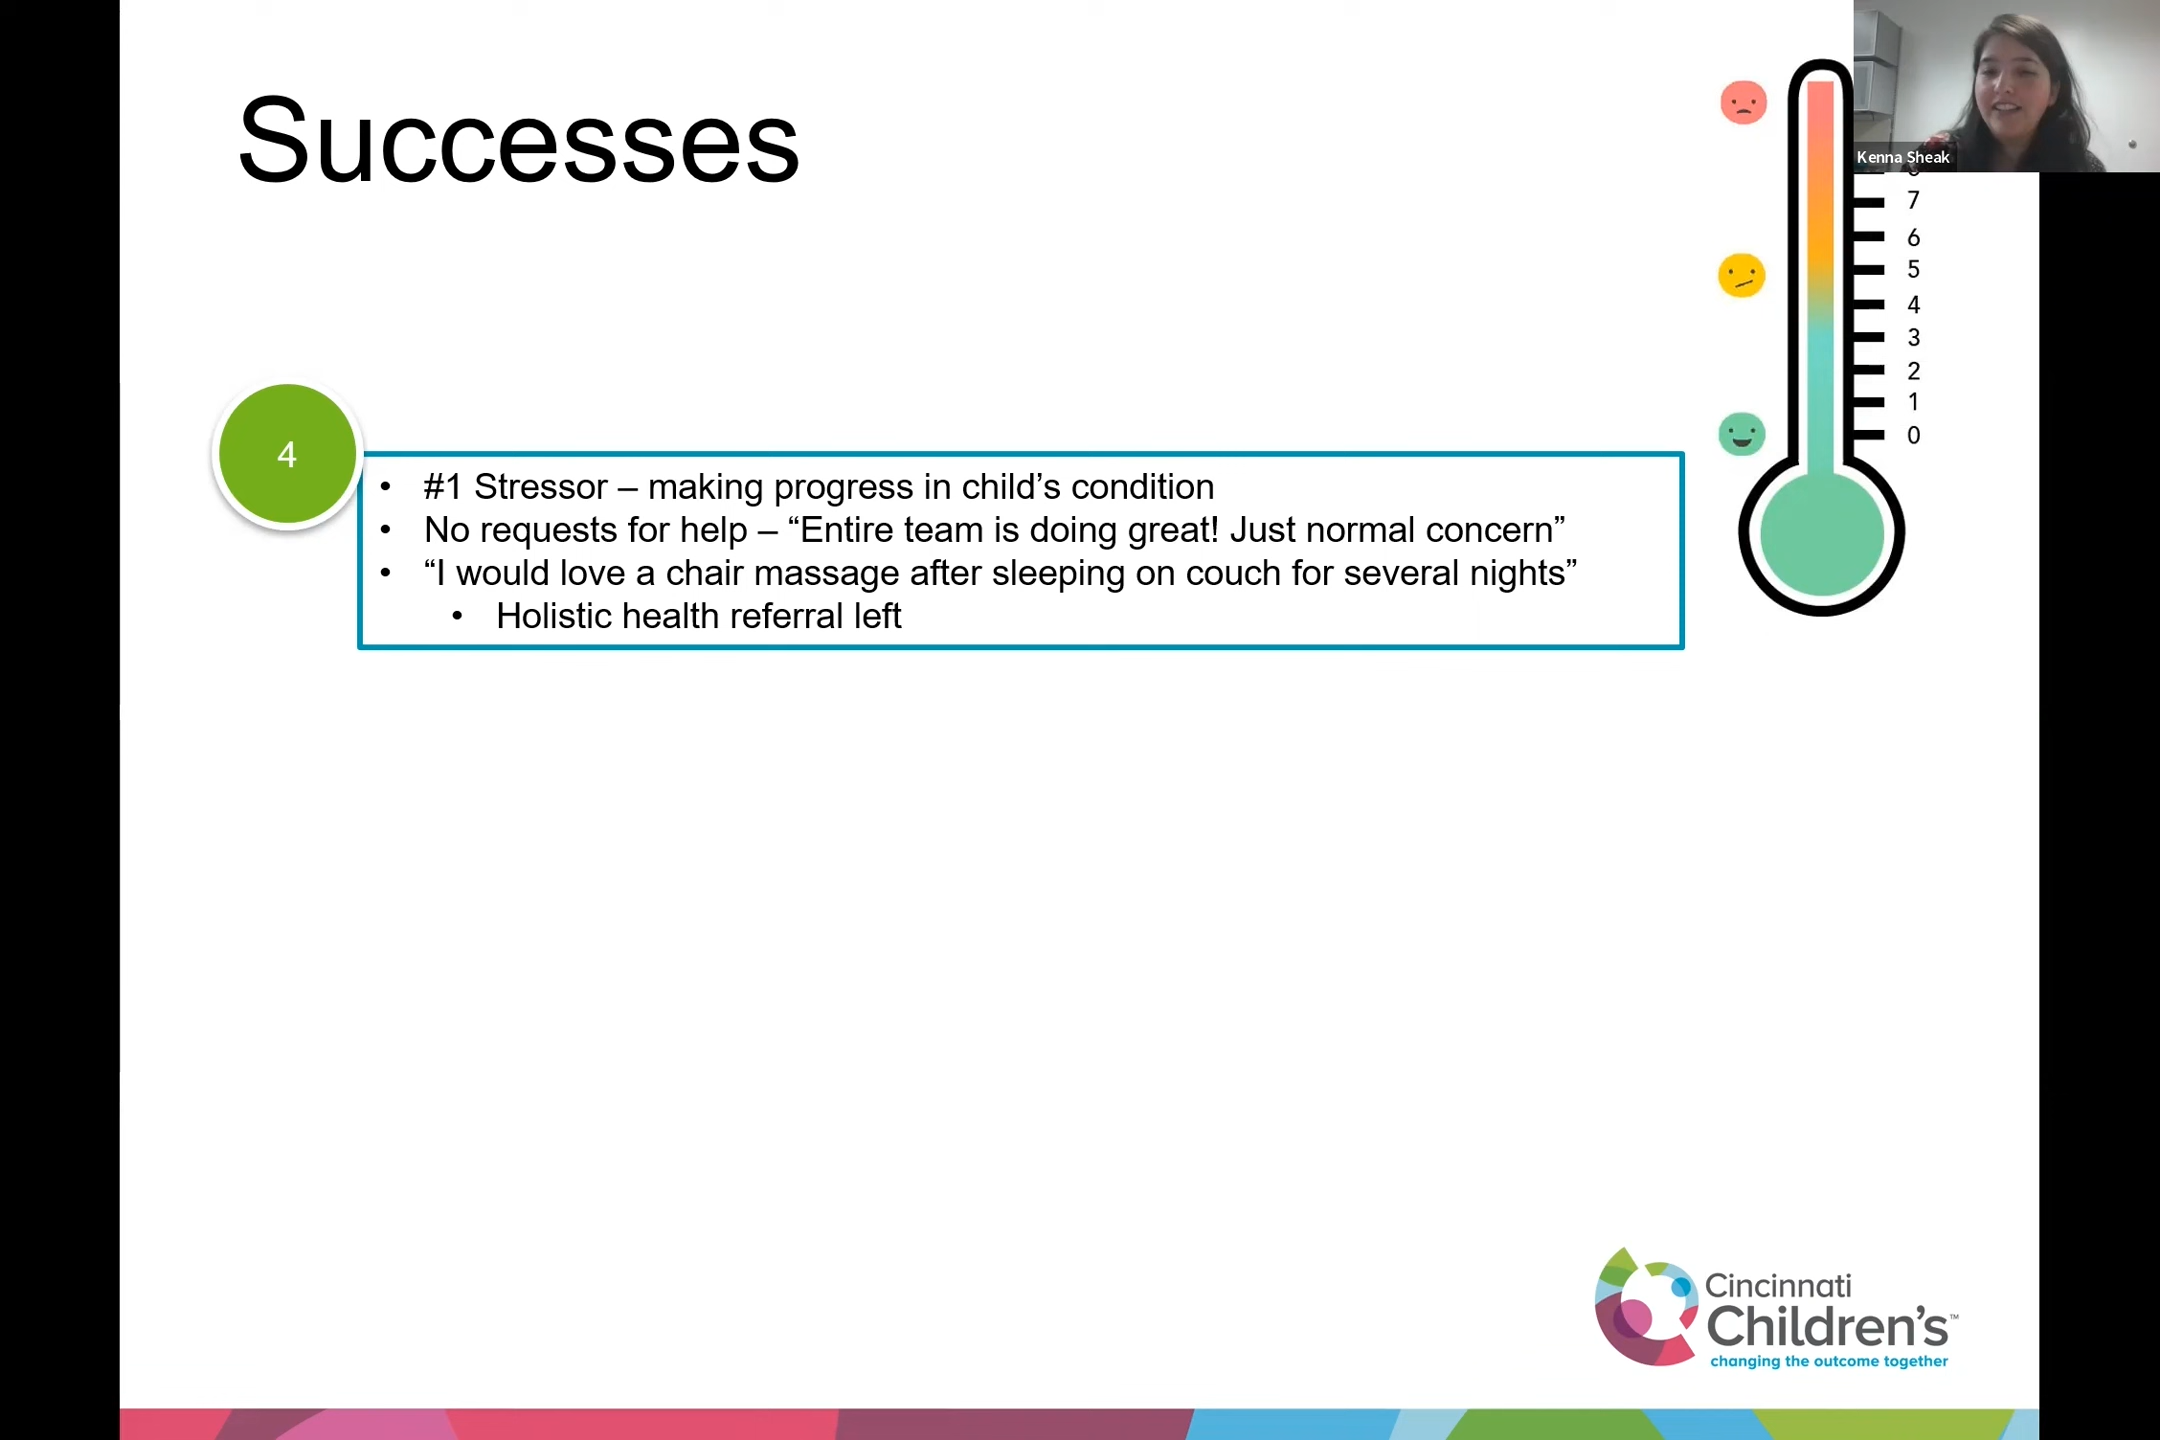 Successes
Kenna Sheak
7
6
5
4
3
2
1
0
4
• #1 Stressor – making progress in child’s condition
• No requests for help – “Entire team is doing great! Just normal concern”
• “I would love a chair massage after sleeping on couch for several nights”
• Holistic health referral left
Cincinnati
Children’s™
changing the outcome together